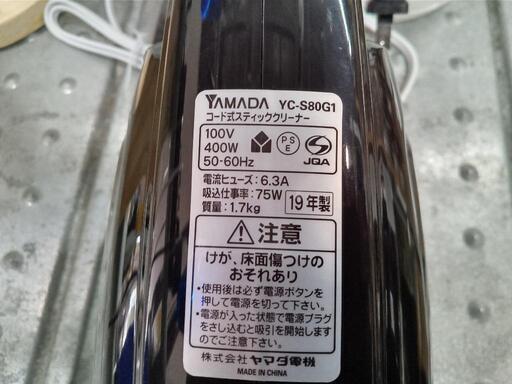 YAMADA YC-S80G1
コード式スティッククリーナー
100V
400W
50-60Hz
PS
E
JQA
電流ヒューズ：6.3A
吸込仕事率：75W
質量：1.7kg
19年製
注意
けが、床面傷つけの
おそれあり
・使用後は必ず電源ボタンを
押して電源を切って下さい。
・電源が入った状態で電源プラグ
をさし込むと吸引を開始します
のでご注意下さい。
株式会社 ヤマダ電機
MADE IN CHINA